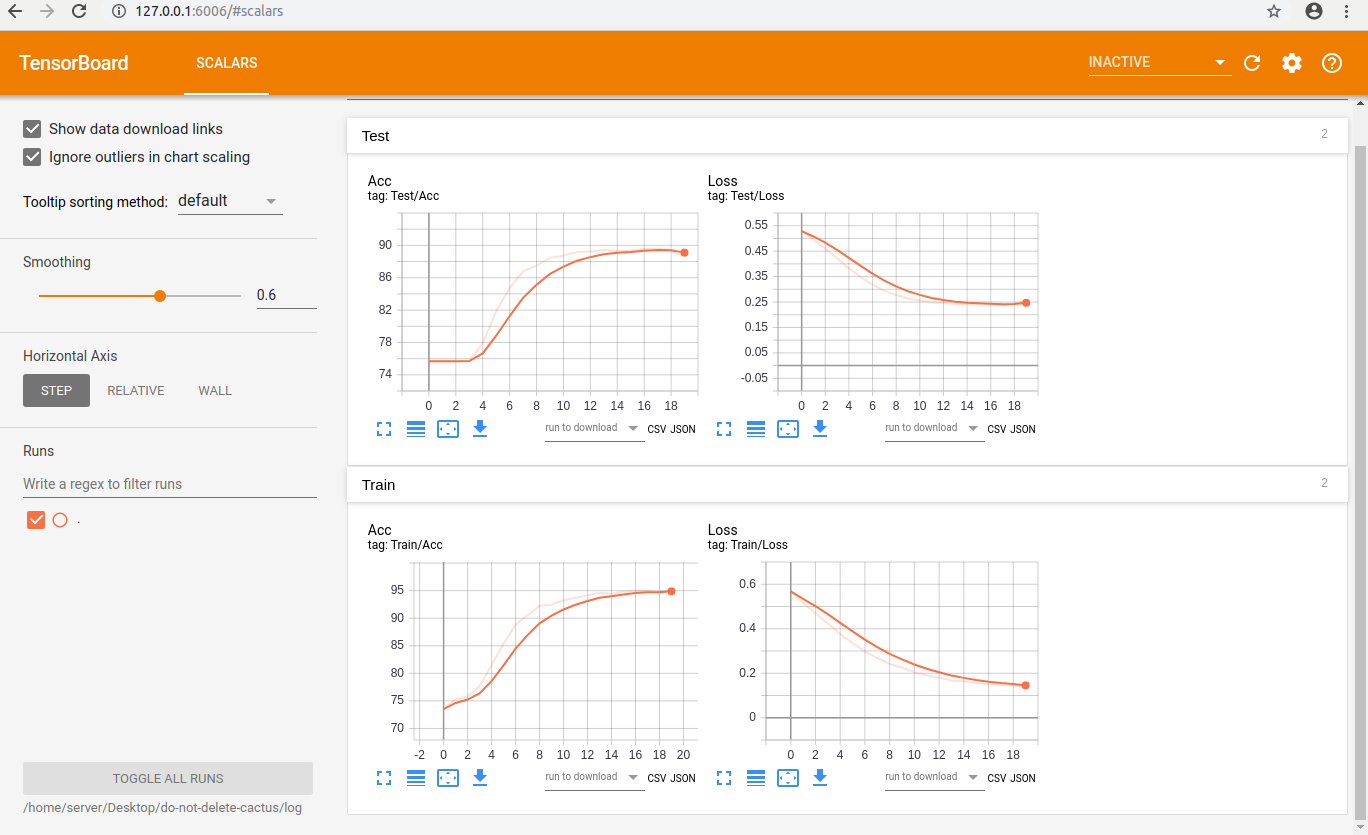 127.0.0.1:6006/#scalars
TensorBoard SCALARS INACTIVE
Show data download links
Ignore outliers in chart scaling
Tooltip sorting method: default
Smoothing
0.6
Horizontal Axis
STEP RELATIVE WALL
Runs
Write a regex to filter runs
.
TOGGLE ALL RUNS
/home/server/Desktop/do-not-delete-cactus/log
Test 2
Acc
tag: Test/Acc
90
86
82
78
74
0 2 4 6 8 10 12 14 16 18
run to download CSV JSON
Loss
tag: Test/Loss
0.55
0.45
0.35
0.25
0.15
0.05
-0.05
0 2 4 6 8 10 12 14 16 18
run to download CSV JSON
Train 2
Acc
tag: Train/Acc
95
90
85
80
75
70
-2 0 2 4 6 8 10 12 14 16 18 20
run to download CSV JSON
Loss
tag: Train/Loss
0.6
0.4
0.2
0
0 2 4 6 8 10 12 14 16 18
run to download CSV JSON